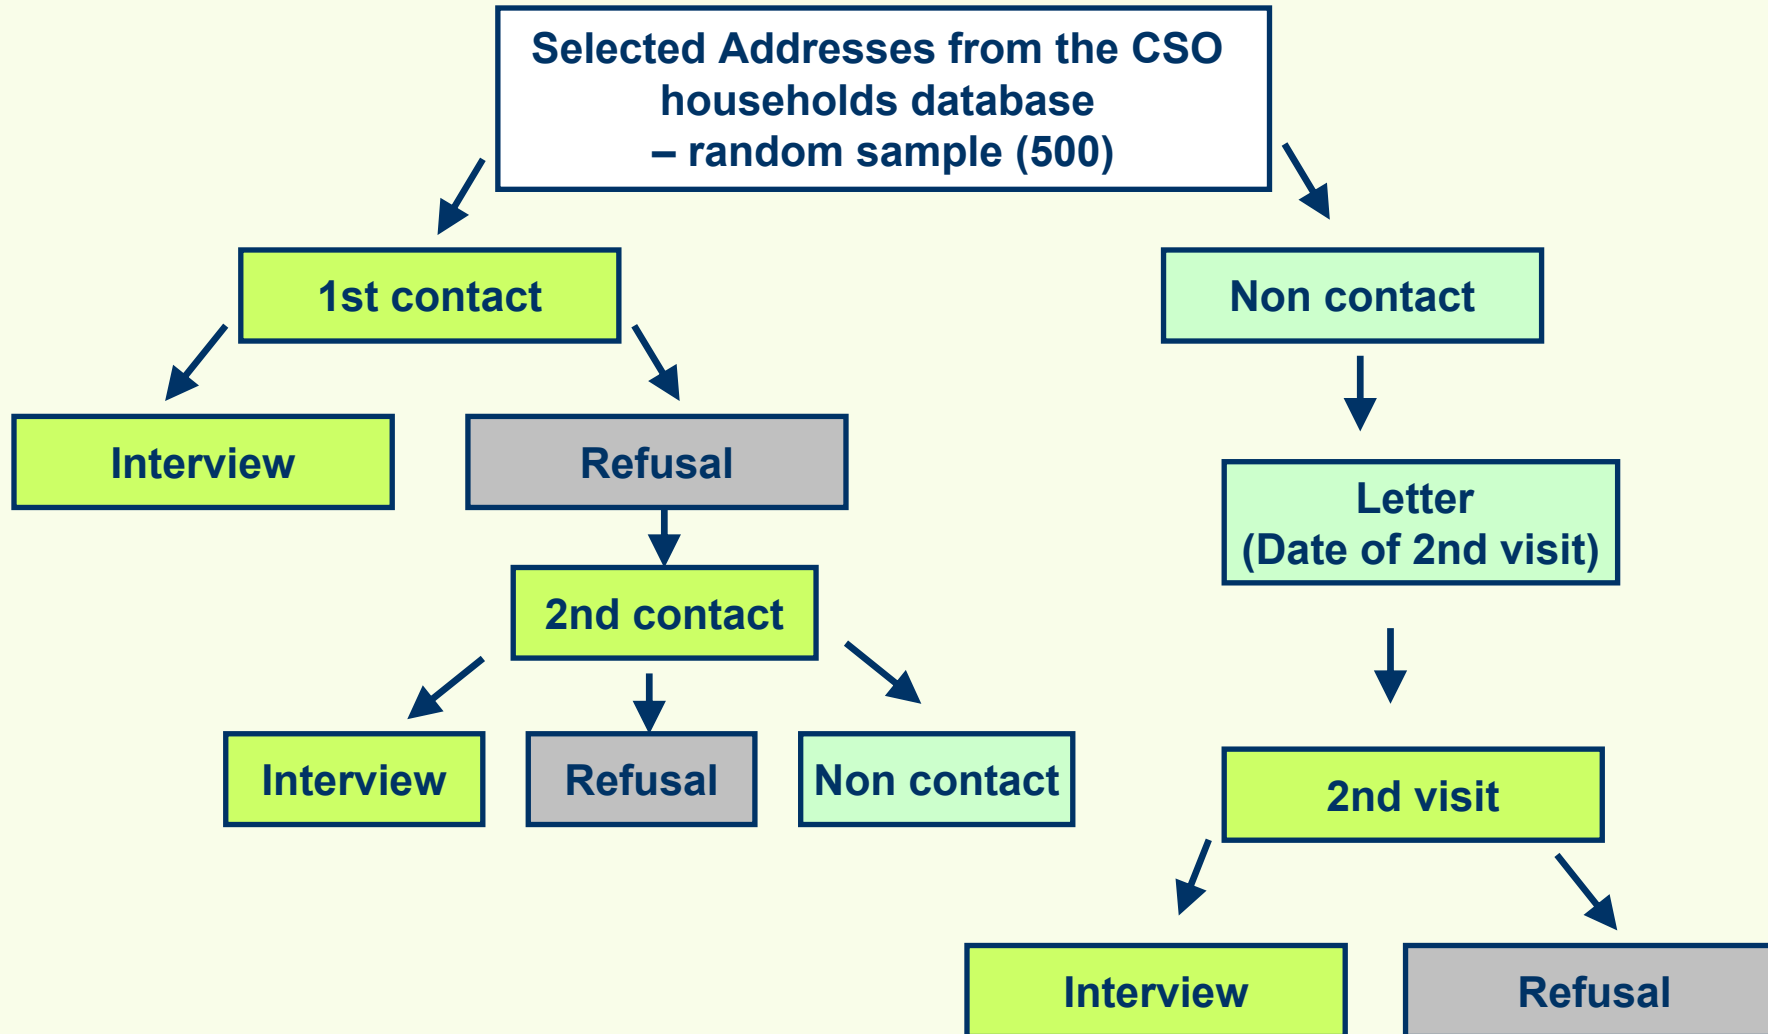 Selected Addresses from the CSO
households database
– random sample (500)
1st contact
Non contact
Interview
Refusal
Letter
(Date of 2nd visit)
2nd contact
Interview
Refusal
Non contact
2nd visit
Interview
Refusal